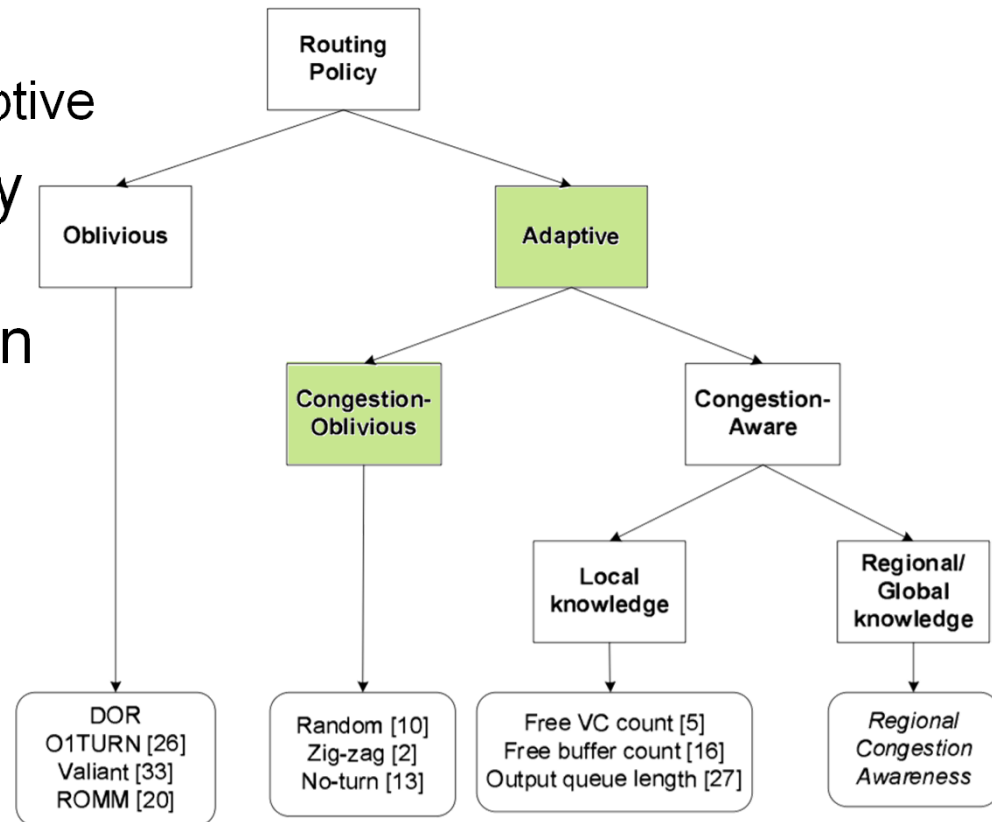 Routing
Policy
ptive
y
Oblivious
Adaptive
n
Congestion-
Oblivious
Congestion-
Aware
Local
knowledge
Regional/
Global
knowledge
DOR
O1TURN [26]
Valiant [33]
ROMM [20]
Random [10]
Zig-zag [2]
No-turn [13]
Free VC count [5]
Free buffer count [16]
Output queue length [27]
Regional
Congestion
Awareness